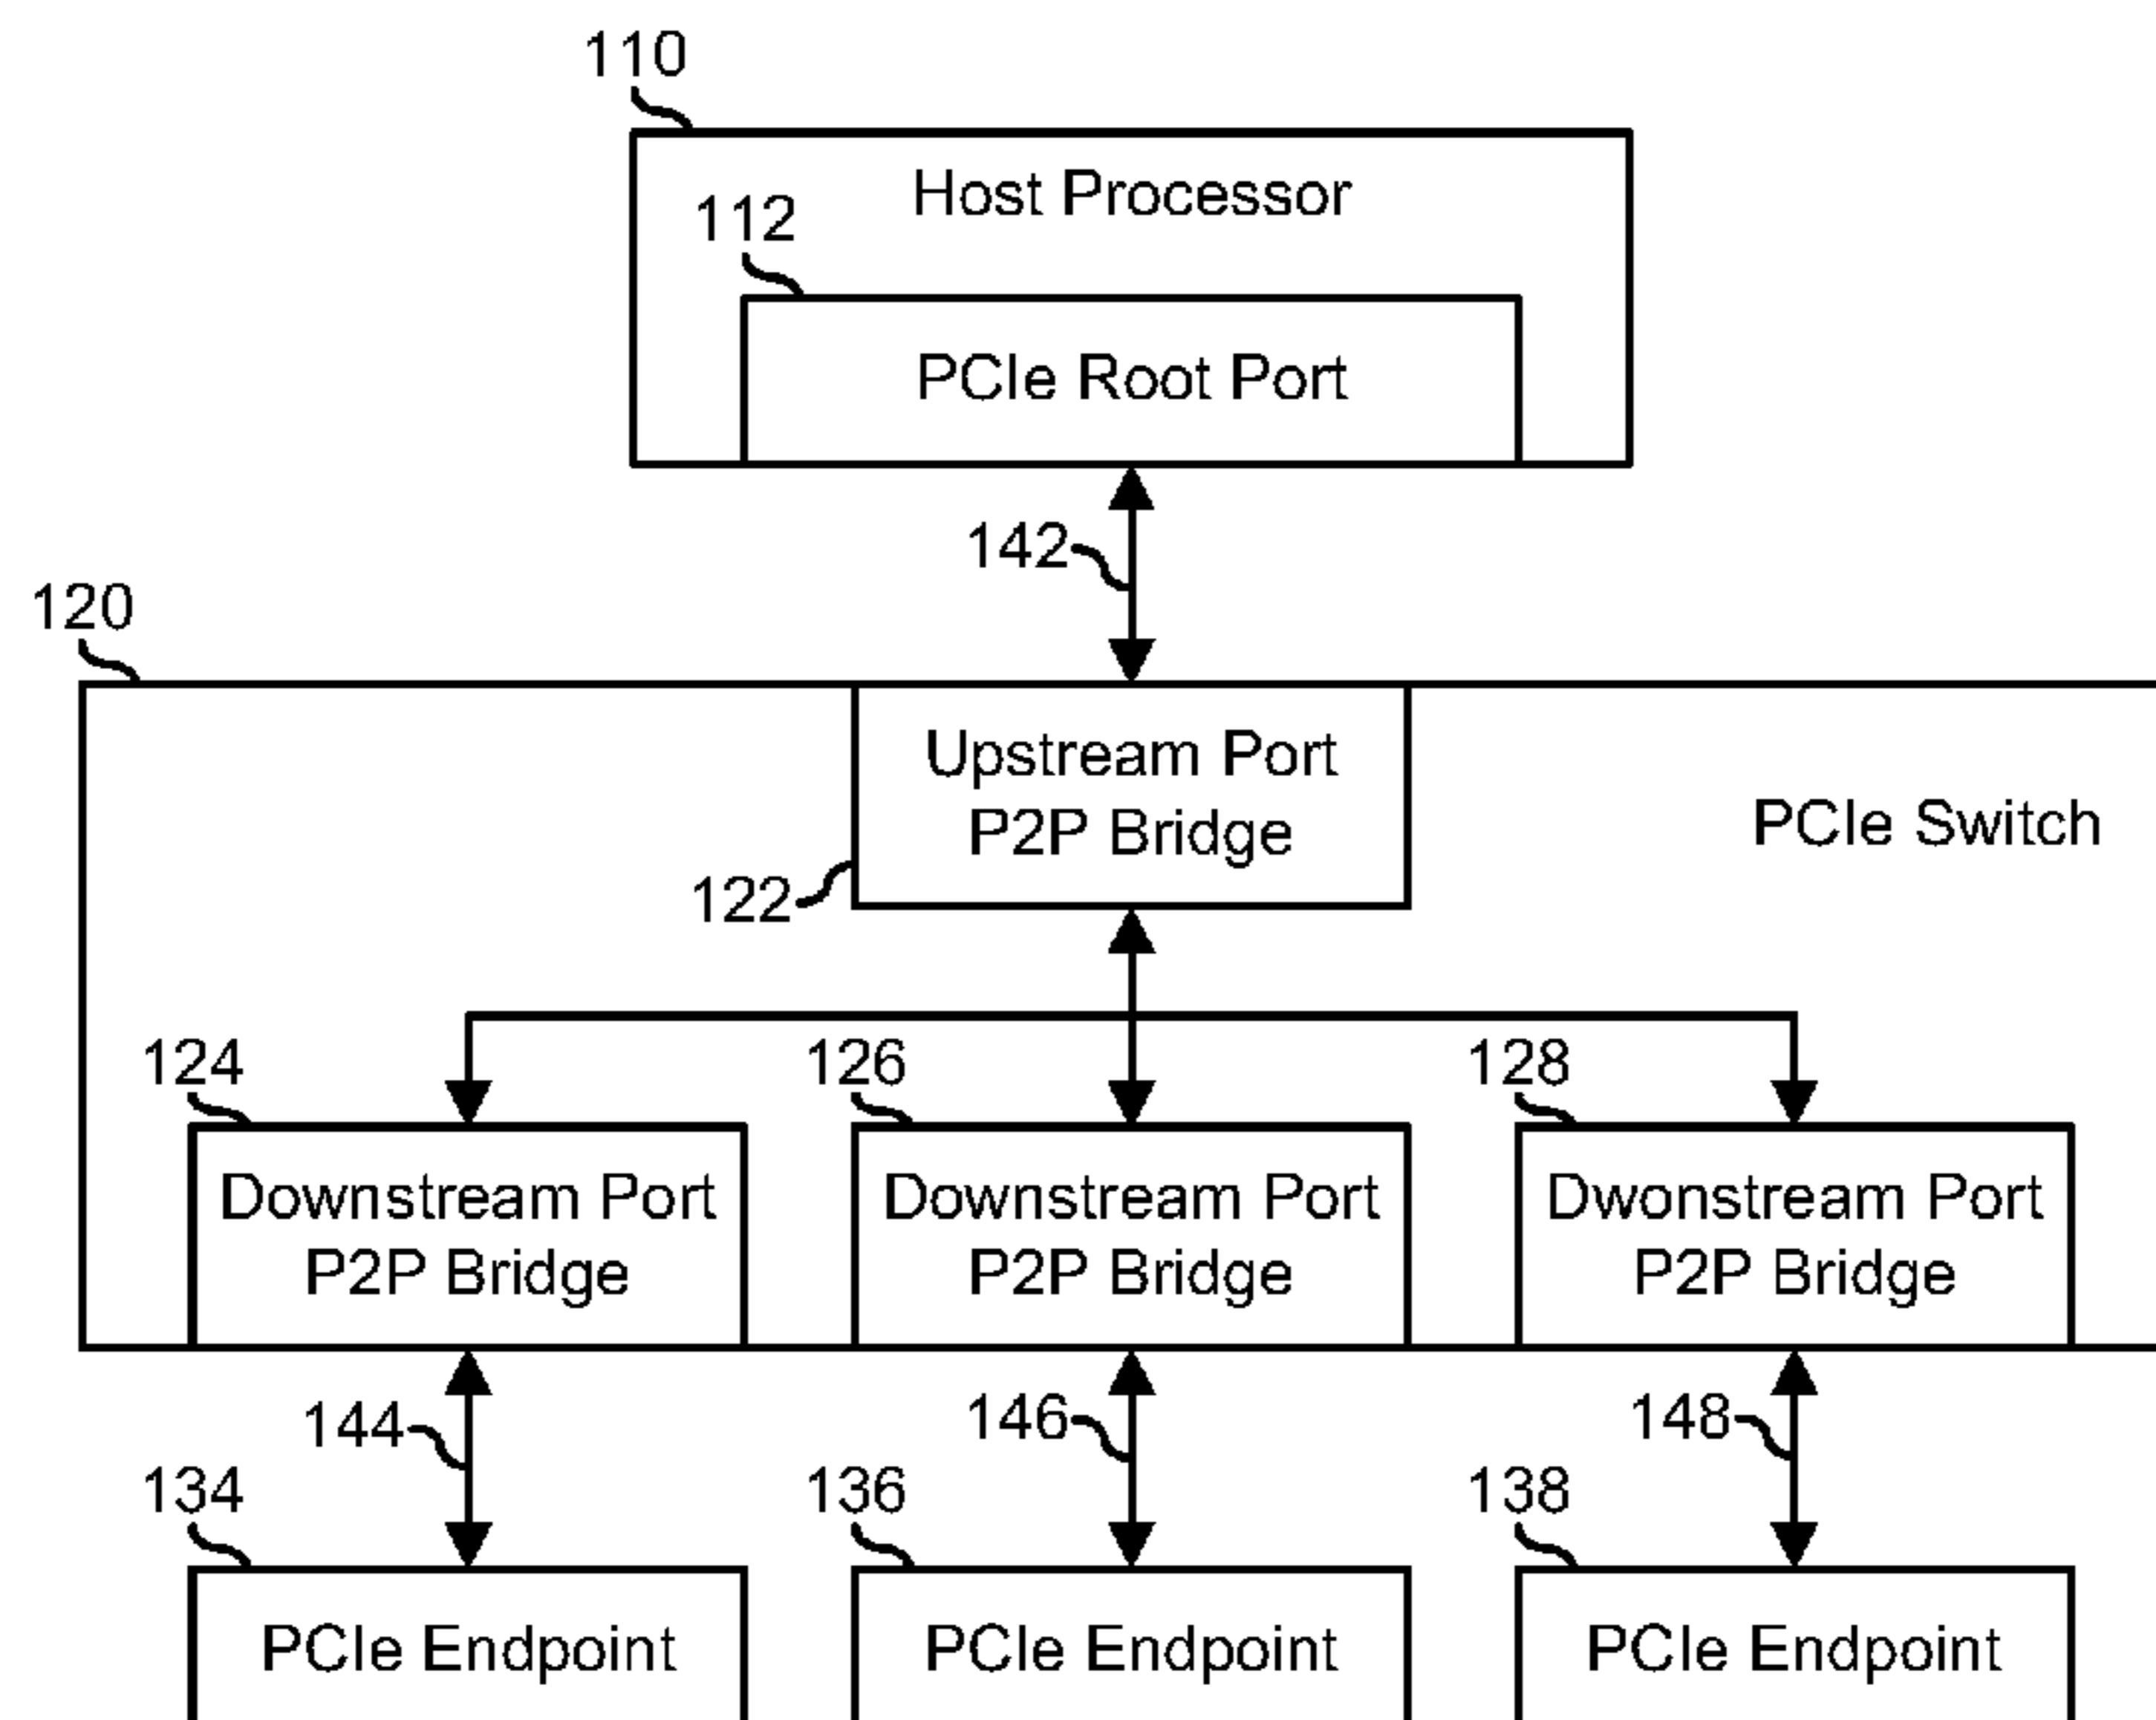 110
Host Processor
112
PCIe Root Port
142
120
Upstream Port
P2P Bridge
PCIe Switch
122
124
126
128
Downstream Port
P2P Bridge
Downstream Port
P2P Bridge
Dwonstream Port
P2P Bridge
144
146
148
134
136
138
PCIe Endpoint
PCIe Endpoint
PCIe Endpoint